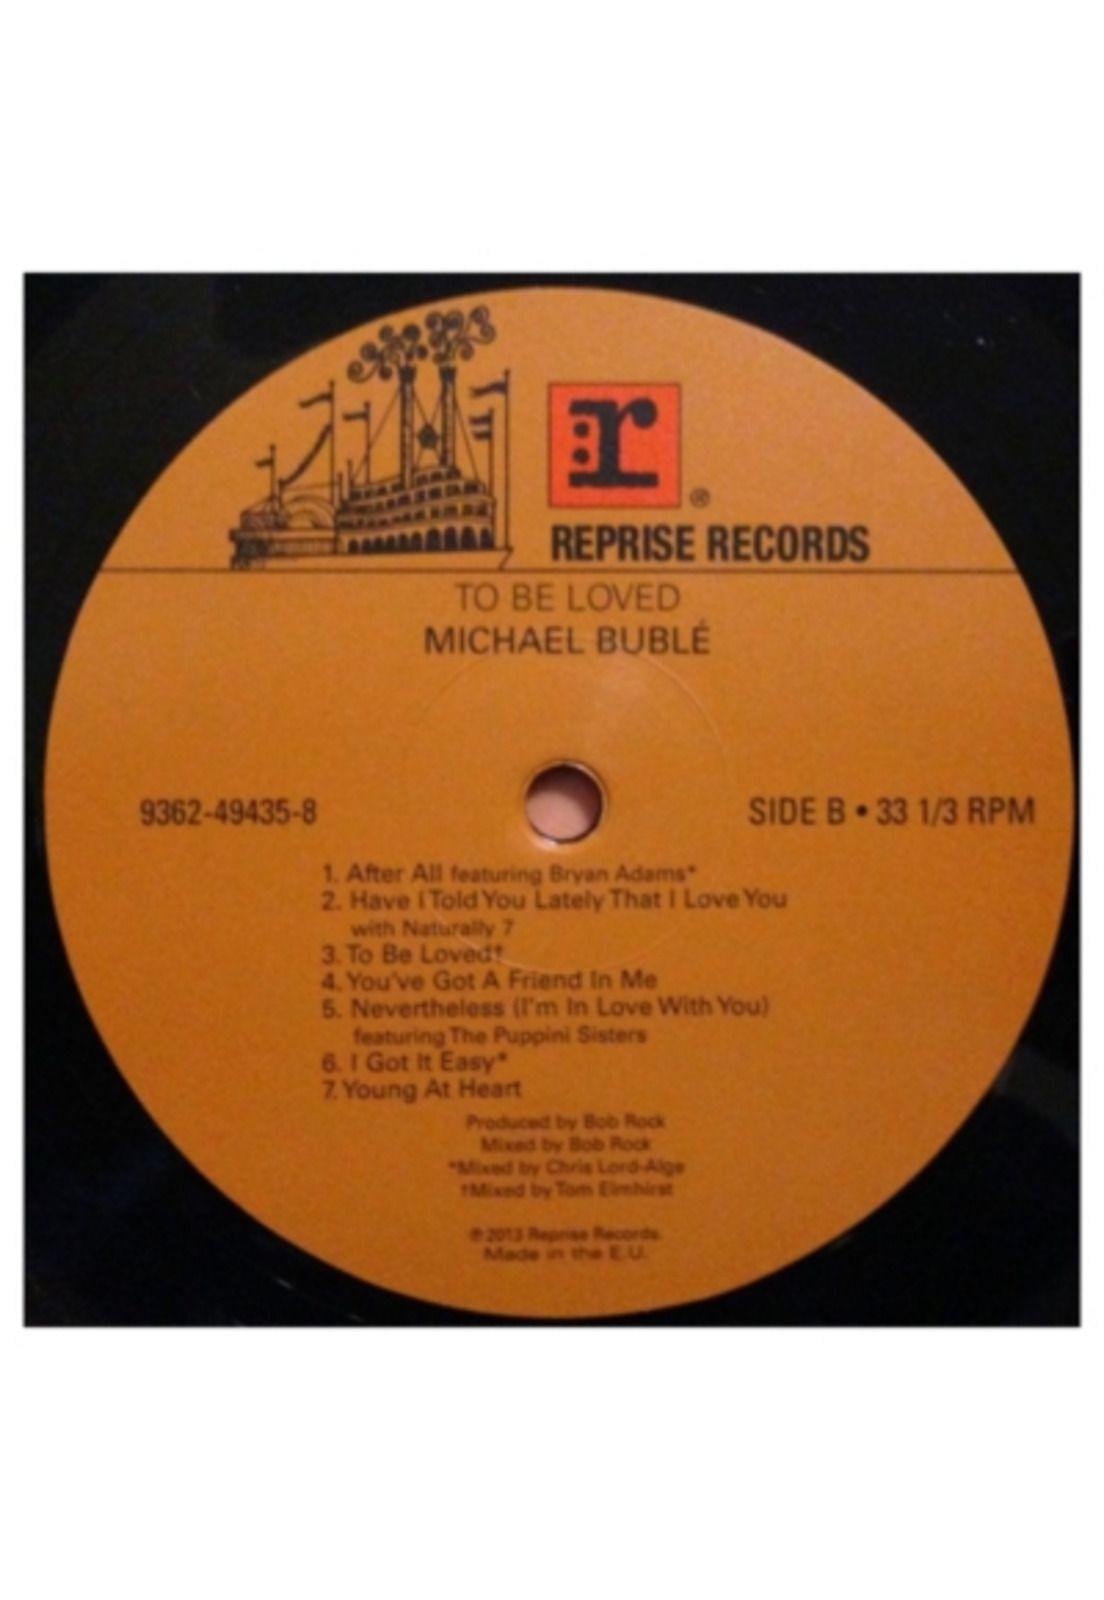 r
®
REPRISE RECORDS
TO BE LOVED
MICHAEL BUBLÉ
9362-49435-8
SIDE B • 33 1/3 RPM
1. After All featuring Bryan Adams*
2. Have I Told You Lately That I Love You
with Naturally 7
3. To Be Loved†
4. You've Got A Friend In Me
5. Nevertheless (I'm In Love With You)
featuring The Puppini Sisters
6. I Got It Easy*
7. Young At Heart
Produced by Bob Rock
Mixed by Bob Rock
*Mixed by Chris Lord-Alge
†Mixed by Tom Elmhirst
℗ 2013 Reprise Records.
Made in the E.U.